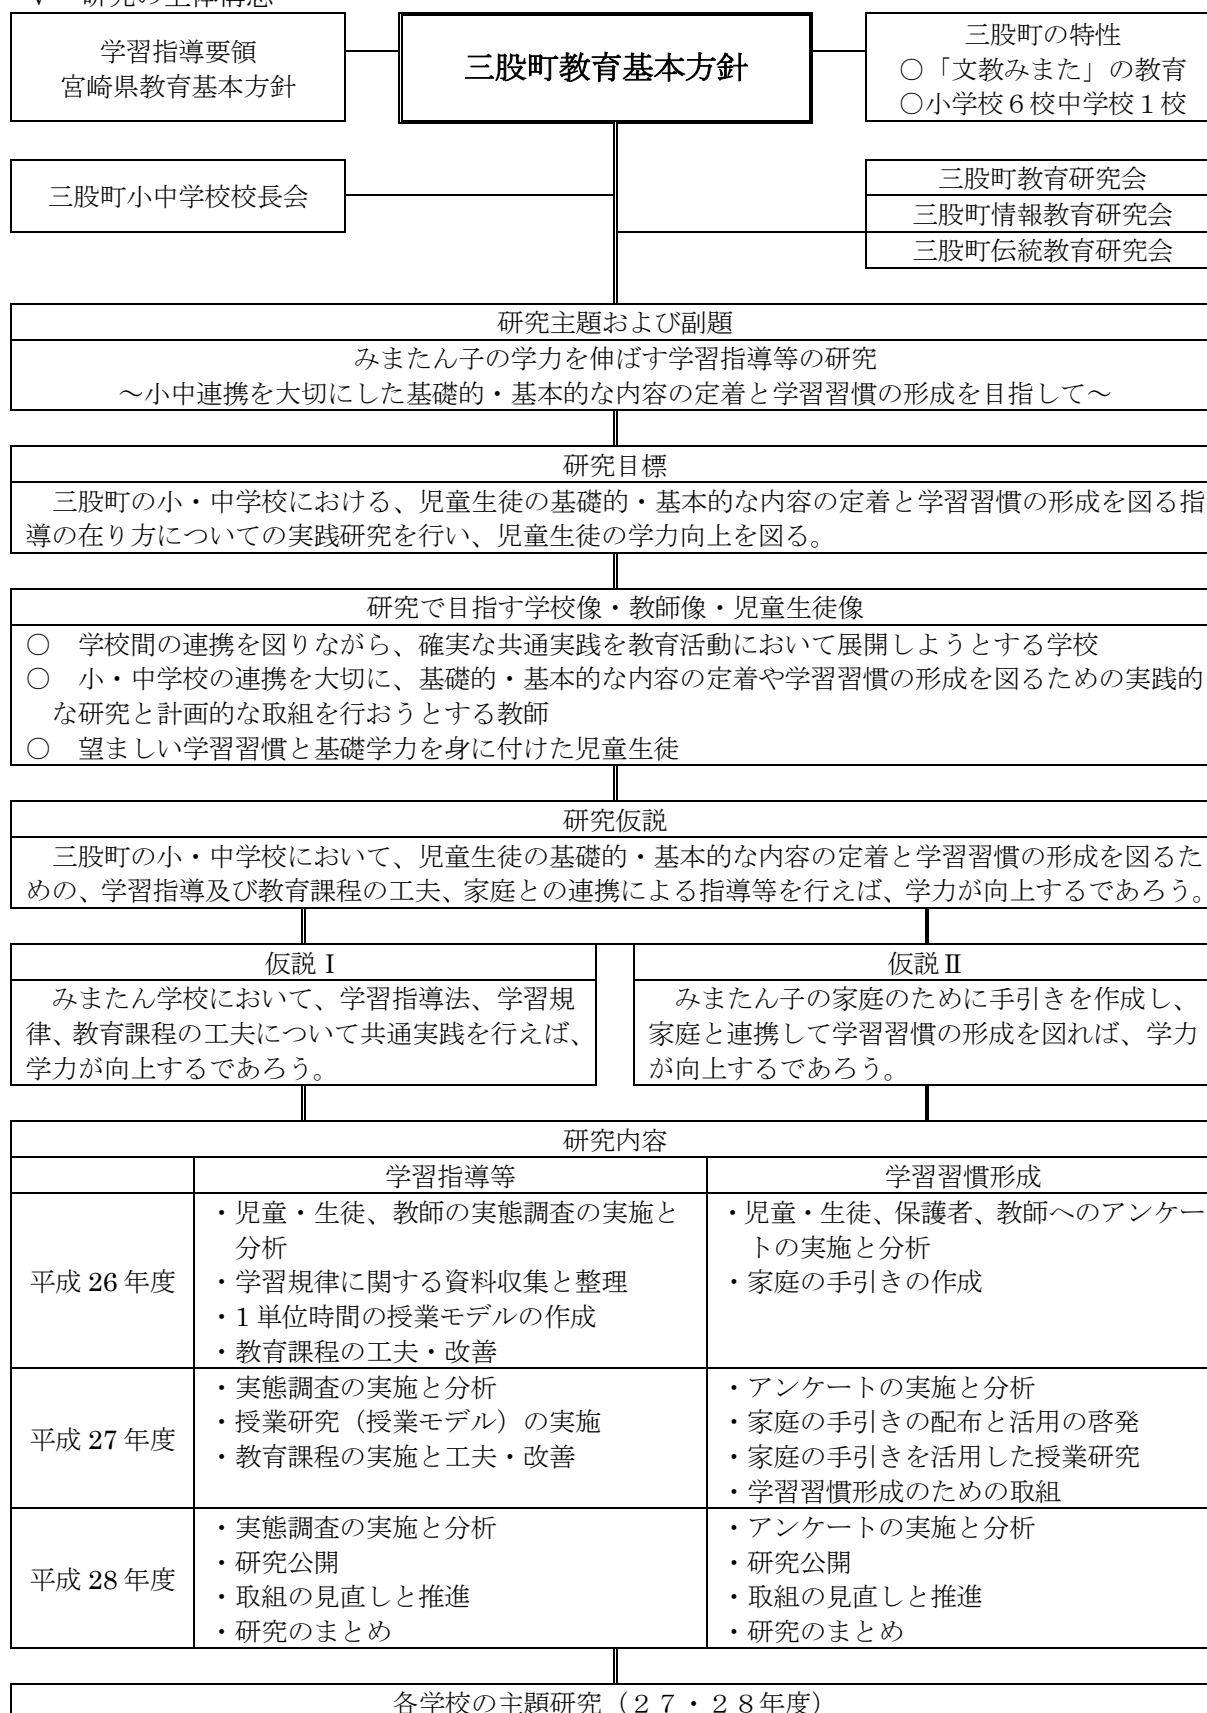 学習指導要領
宮崎県教育基本方針
三股町教育基本方針
三股町の特性
○「文教みまた」の教育
○小学校６校中学校１校
三股町小中学校校長会
三股町教育研究会
三股町情報教育研究会
三股町伝統教育研究会
研究主題および副題
みまたん子の学力を伸ばす学習指導等の研究
～小中連携を大切にした基礎的・基本的な内容の定着と学習習慣の形成を目指して～
研究目標
三股町の小・中学校における、児童生徒の基礎的・基本的な内容の定着と学習習慣の形成を図る指
導の在り方についての実践研究を行い、児童生徒の学力向上を図る。
研究で目指す学校像・教師像・児童生徒像
○　学校間の連携を図りながら、確実な共通実践を教育活動において展開しようとする学校
○　小・中学校の連携を大切に、基礎的・基本的な内容の定着や学習習慣の形成を図るための実践的
な研究と計画的な取組を行おうとする教師
○　望ましい学習習慣と基礎学力を身に付けた児童生徒
研究仮説
三股町の小・中学校において、児童生徒の基礎的・基本的な内容の定着と学習習慣の形成を図るた
めの、学習指導及び教育課程の工夫、家庭との連携による指導等を行えば、学力が向上するであろう。
仮説Ⅰ
みまたん学校において、学習指導法、学習規
律、教育課程の工夫について共通実践を行えば、
学力が向上するであろう。
仮説Ⅱ
みまたん子の家庭のために手引きを作成し、
家庭と連携して学習習慣の形成を図れば、学力
が向上するであろう。
研究内容
学習指導等
学習習慣形成
平成 26 年度
・児童・生徒、教師の実態調査の実施と
分析
・学習規律に関する資料収集と整理
・1 単位時間の授業モデルの作成
・教育課程の工夫・改善
・児童・生徒、保護者、教師へのアンケー
トの実施と分析
・家庭の手引きの作成
平成 27 年度
・実態調査の実施と分析
・授業研究（授業モデル）の実施
・教育課程の実施と工夫・改善
・アンケートの実施と分析
・家庭の手引きの配布と活用の啓発
・家庭の手引きを活用した授業研究
・学習習慣形成のための取組
平成 28 年度
・実態調査の実施と分析
・研究公開
・取組の見直しと推進
・研究のまとめ
・アンケートの実施と分析
・研究公開
・取組の見直しと推進
・研究のまとめ
各学校の主題研究（２７・２８年度）